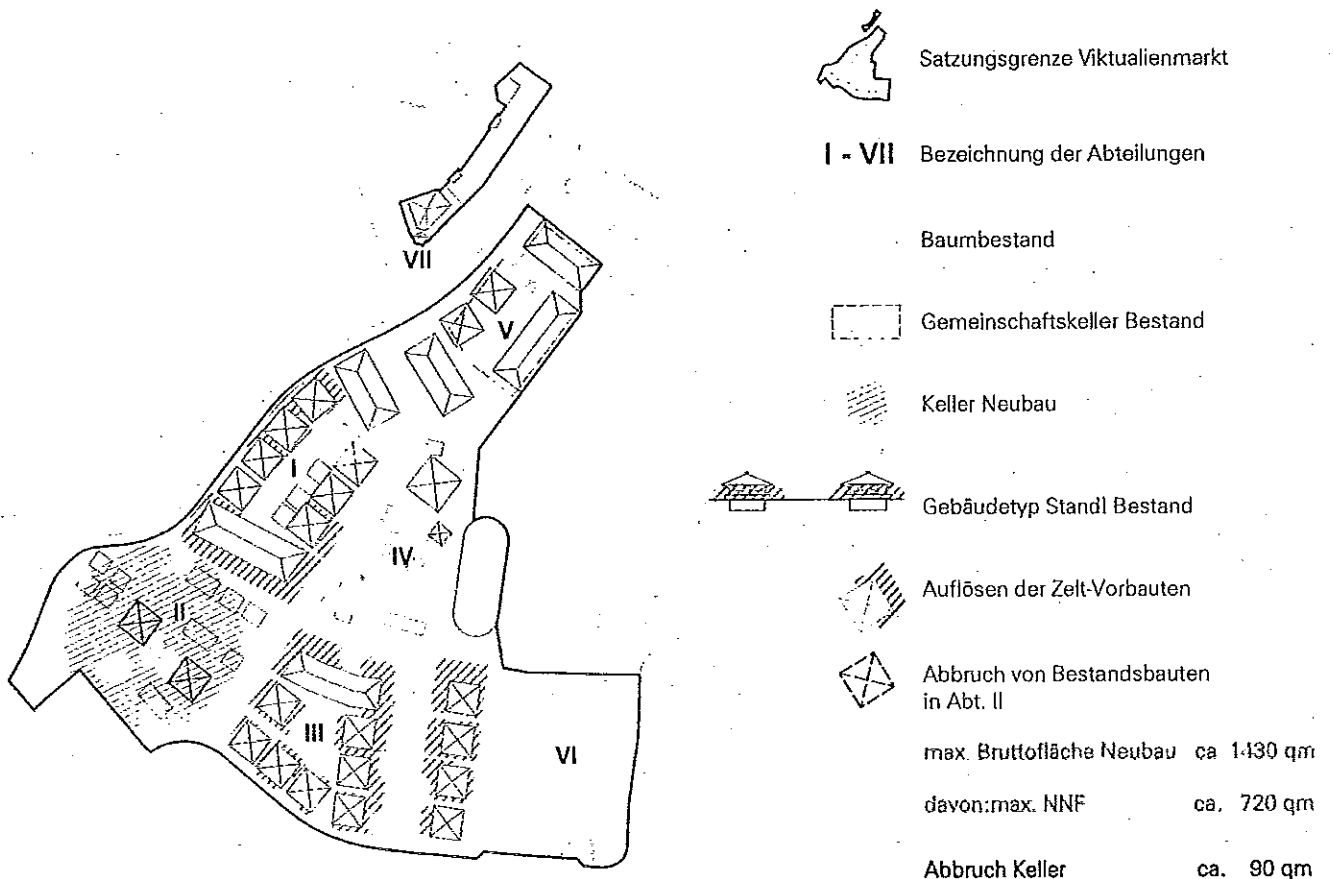 VII
V
I
IV
II
III
VI
Satzungsgrenze Viktualienmarkt
I - VII Bezeichnung der Abteilungen
Baumbestand
Gemeinschaftskeller Bestand
Keller Neubau
Gebäudetyp Standl Bestand
Auflösen der Zelt-Vorbauten
Abbruch von Bestandsbauten
in Abt. II
max. Bruttofläche Neubau ca 1430 qm
davon:max. NNF ca. 720 qm
Abbruch Keller ca. 90 qm